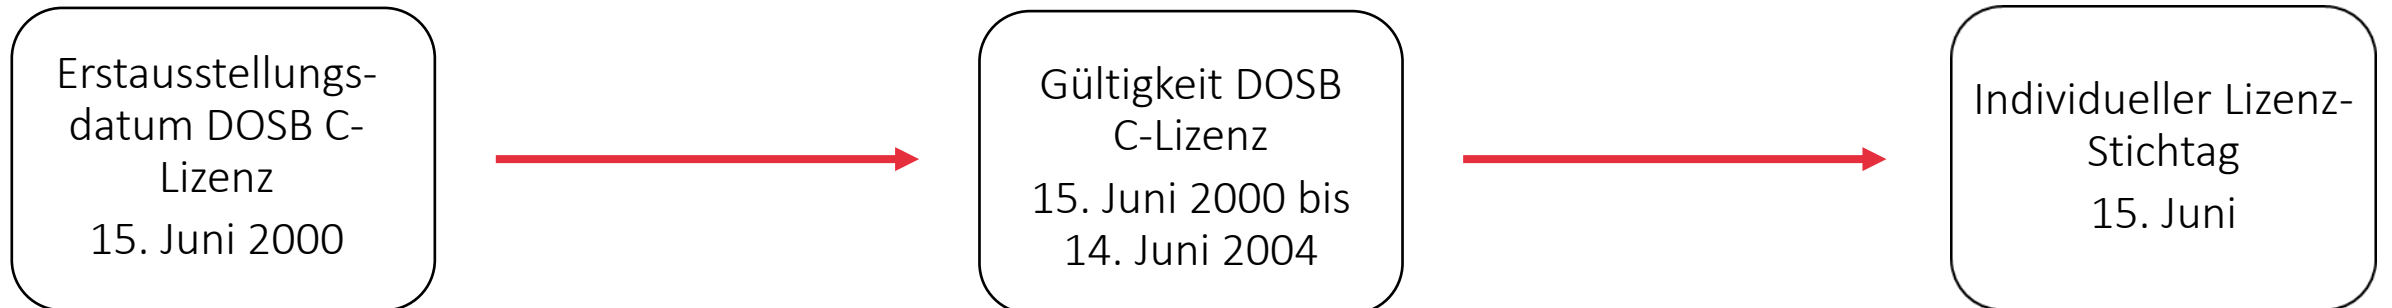 Erstausstellungs-
datum DOSB C-
Lizenz
15. Juni 2000
Gültigkeit DOSB
C-Lizenz
15. Juni 2000 bis
14. Juni 2004
Individueller Lizenz-
Stichtag
15. Juni